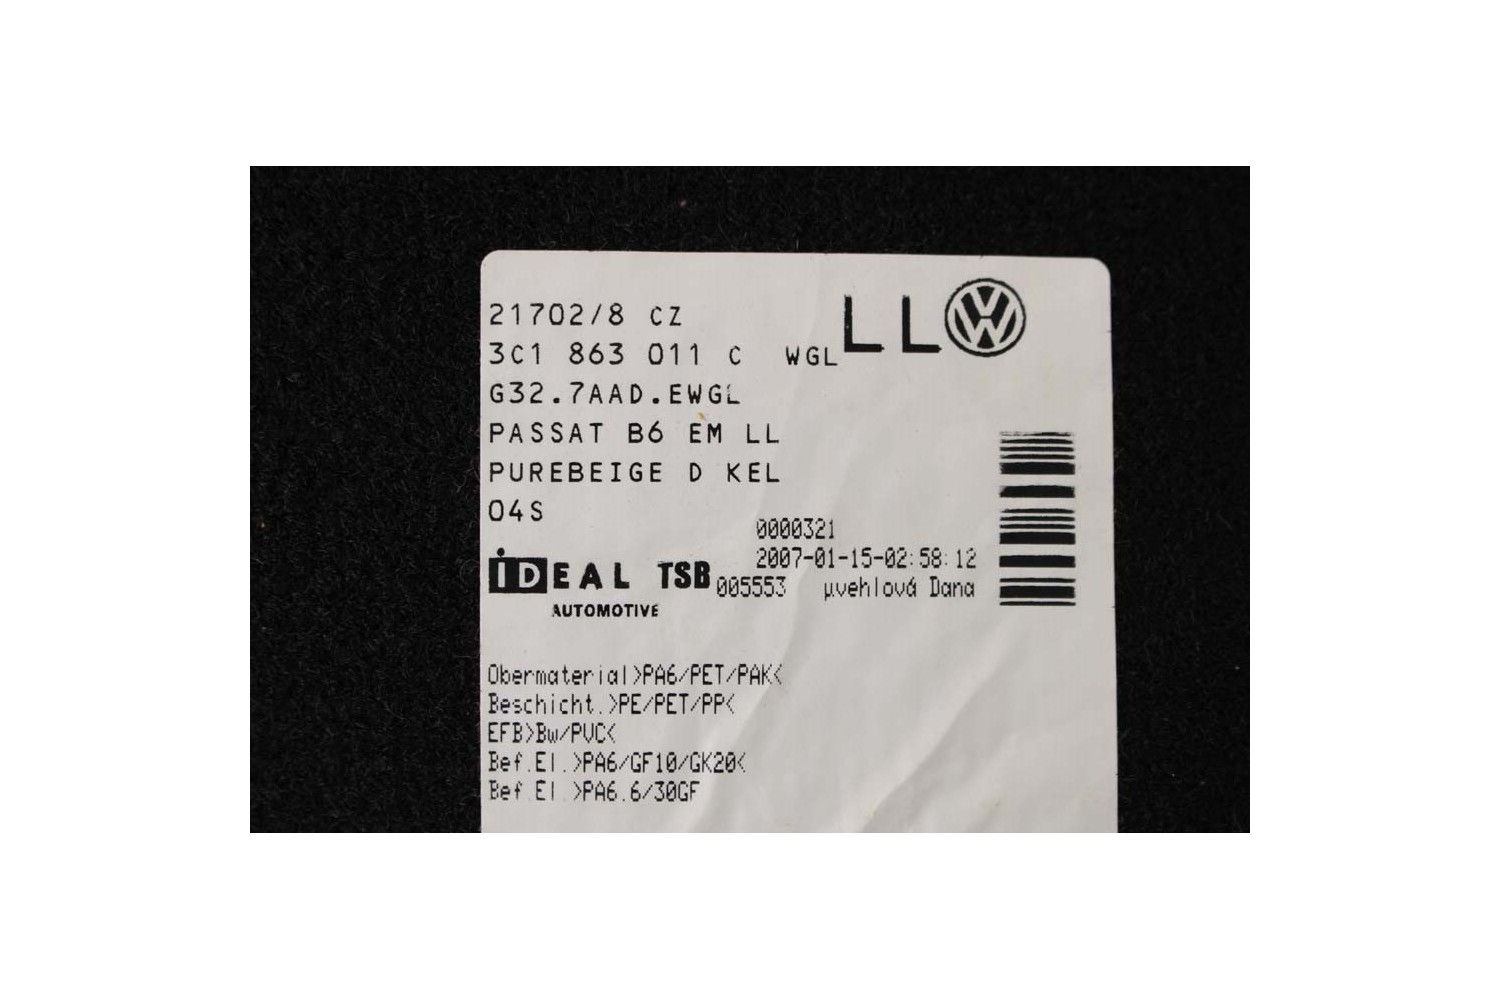 21702/8 CZ
3C1 863 011 C WGL LL
G32.7AAD.EWGL
PASSAT B6 EM LL
PUREBEIGE D KEL
04S
0000321
2007-01-15-02:58:12
iDEAL TSB 005553 µvehlová Dana
AUTOMOTIVE
Obermaterial>PA6/PET/PAK<
Beschicht.>PE/PET/PP<
EFB>Bw/PVC<
Bef.El.>PA6/GF10/GK20<
Bef.El.>PA6.6/30GF